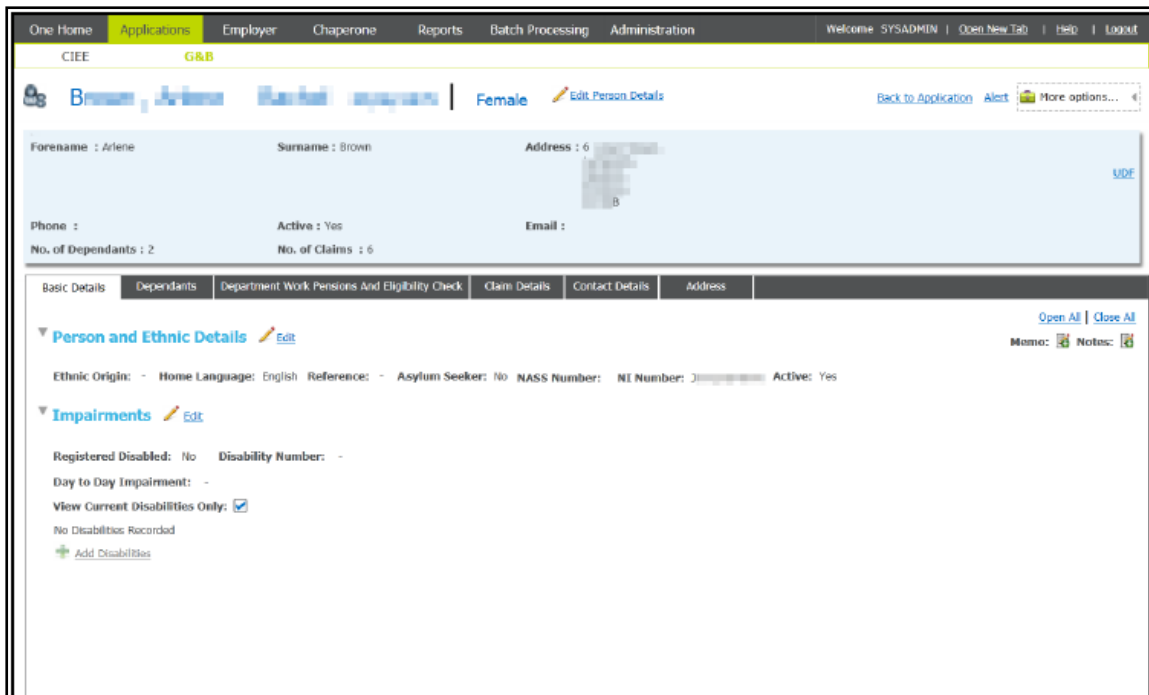 One Home Applications Employer Chaperone Reports Batch Processing Administration Welcome SYSADMIN | Open New Tab | Help | Logout
CIEE G&B
Female Edit Person Details Back to Application Alert More options...
Forename : Arlene Surname : Brown Address : 6
UDF
B
Phone : Active : Yes Email :
No. of Dependants : 2 No. of Claims : 6
Basic Details Dependants Department Work Pensions And Eligibility Check Claim Details Contact Details Address
Open All | Close All
Person and Ethnic Details Edit Memo: Notes:
Ethnic Origin: - Home Language: English Reference: - Asylum Seeker: No NASS Number: NI Number: J Active: Yes
Impairments Edit
Registered Disabled: No Disability Number: -
Day to Day Impairment: -
View Current Disabilities Only:
No Disabilities Recorded
Add Disabilities